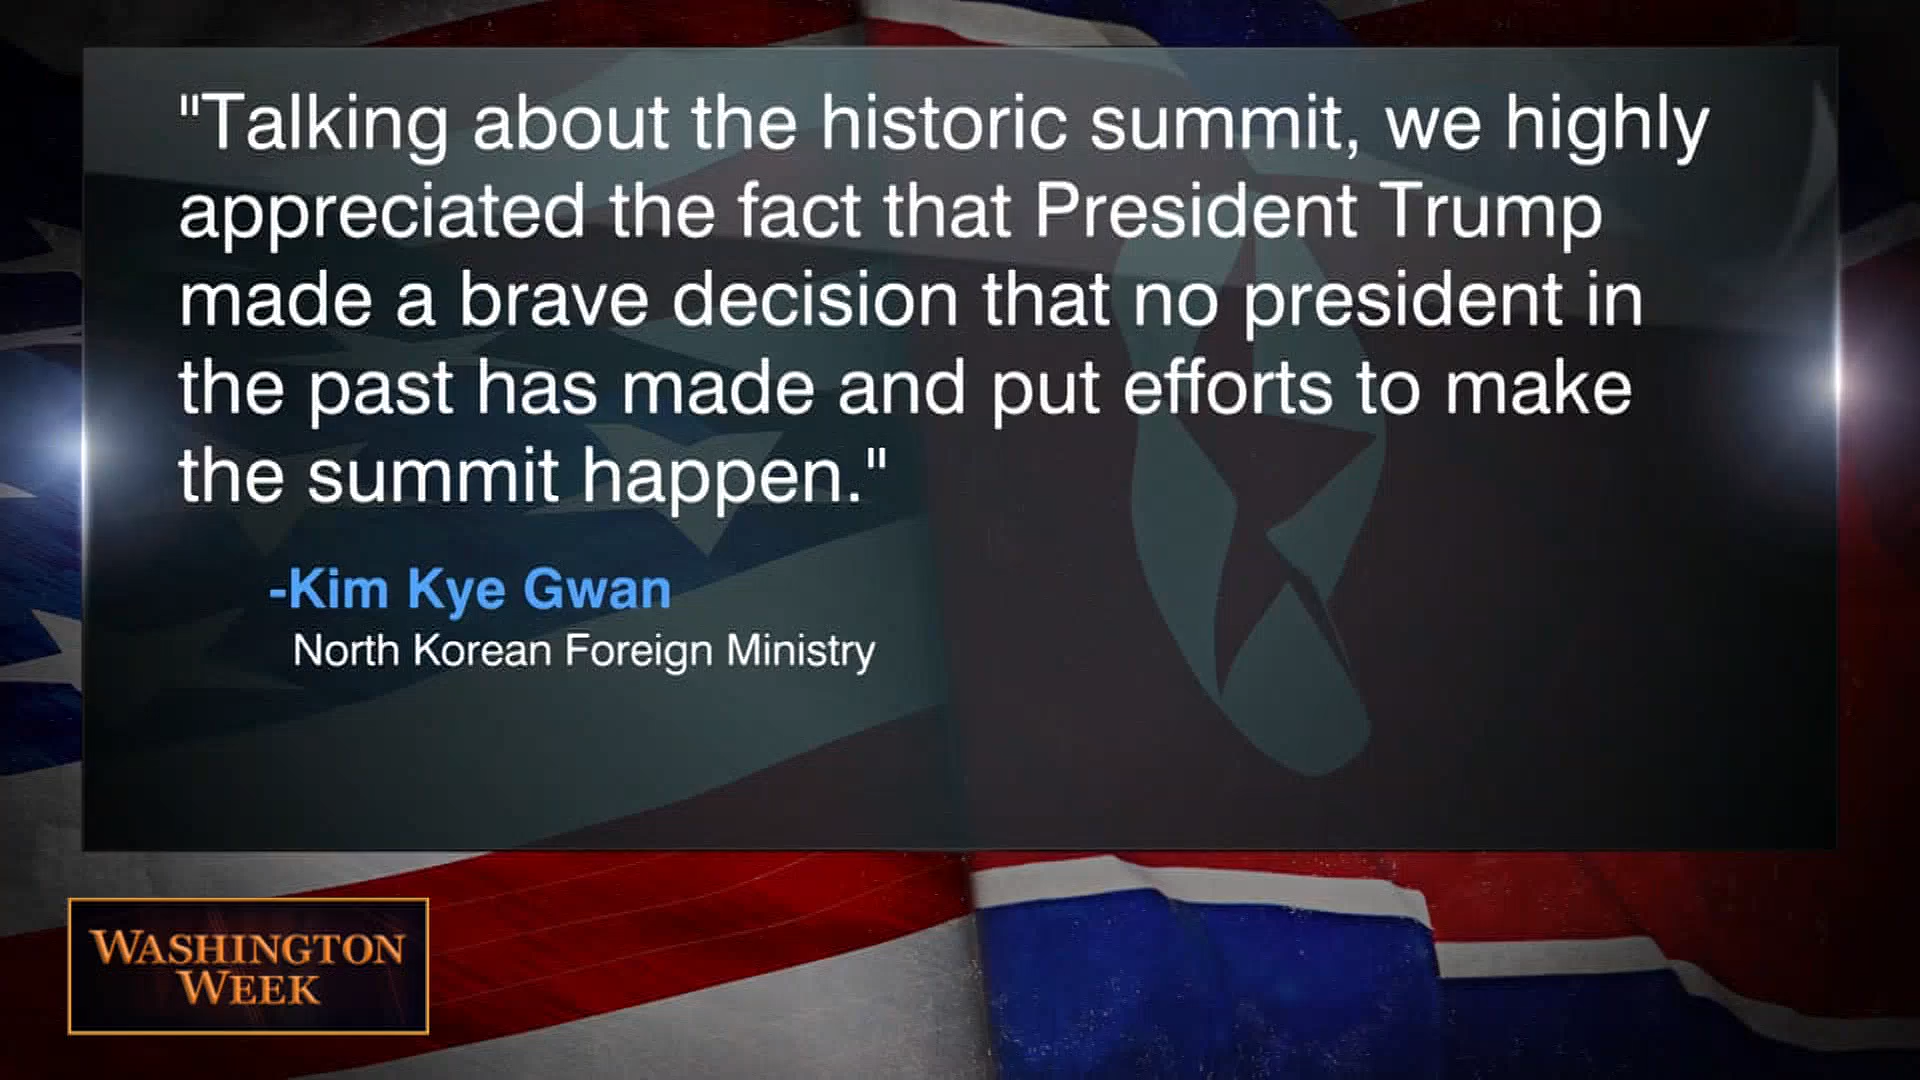 "Talking about the historic summit, we highly
appreciated the fact that President Trump
made a brave decision that no president in
the past has made and put efforts to make
the summit happen."
-Kim Kye Gwan
North Korean Foreign Ministry
WASHINGTON
WEEK